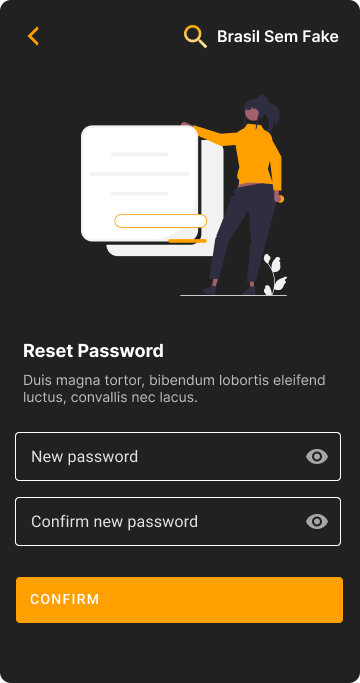 Brasil Sem Fake
Reset Password
Duis magna tortor, bibendum lobortis eleifend
luctus, convallis nec lacus.
New password
Confirm new password
CONFIRM